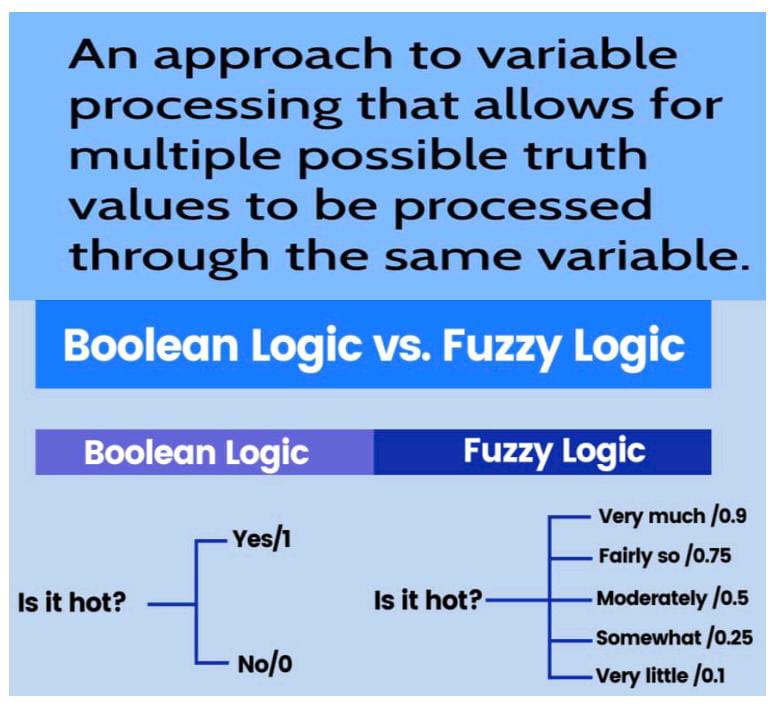 An approach to variable
processing that allows for
multiple possible truth
values to be processed
through the same variable.
Boolean Logic vs. Fuzzy Logic
Boolean Logic
Is it hot?
Yes/1
No/0
Fuzzy Logic
Is it hot?
Very much /0.9
Fairly so /0.75
Moderately /0.5
Somewhat /0.25
Very little /0.1